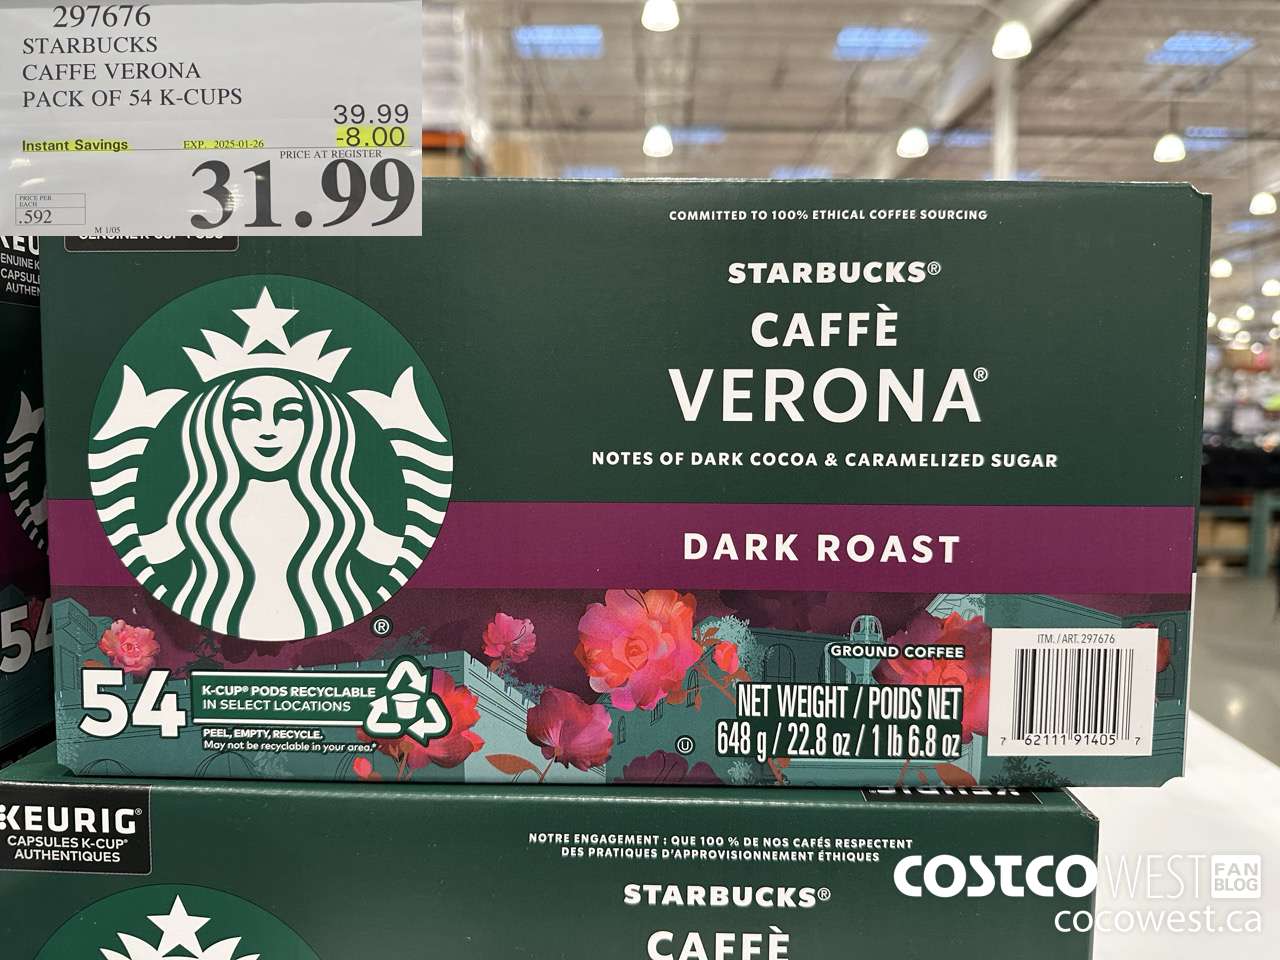 297676
STARBUCKS
CAFFE VERONA
PACK OF 54 K-CUPS
39.99
Instant Savings EXP. 2025-01-26 -8.00
PRICE AT REGISTER
31.99
PRICE PER
EACH
.592
M 1/05
COMMITTED TO 100% ETHICAL COFFEE SOURCING
STARBUCKS®
CAFFÈ
VERONA®
NOTES OF DARK COCOA & CARAMELIZED SUGAR
DARK ROAST
®
54
K-CUP® PODS RECYCLABLE
IN SELECT LOCATIONS
PEEL, EMPTY, RECYCLE.
May not be recyclable in your area.*
GROUND COFFEE
NET WEIGHT / POIDS NET
648 g / 22.8 oz / 1 lb 6.8 oz
U
ITM. / ART. 297676
7 62111 91405 7
54
KEURIG®
CAPSULES K-CUP®
AUTHENTIQUES
NOTRE ENGAGEMENT : QUE 100 % DE NOS CAFÉS RESPECTENT
DES PRATIQUES D'APPROVISIONNEMENT ÉTHIQUES
STARBUCKS®
CAFFÈ
COSTCO WEST FAN BLOG
cocowest.ca